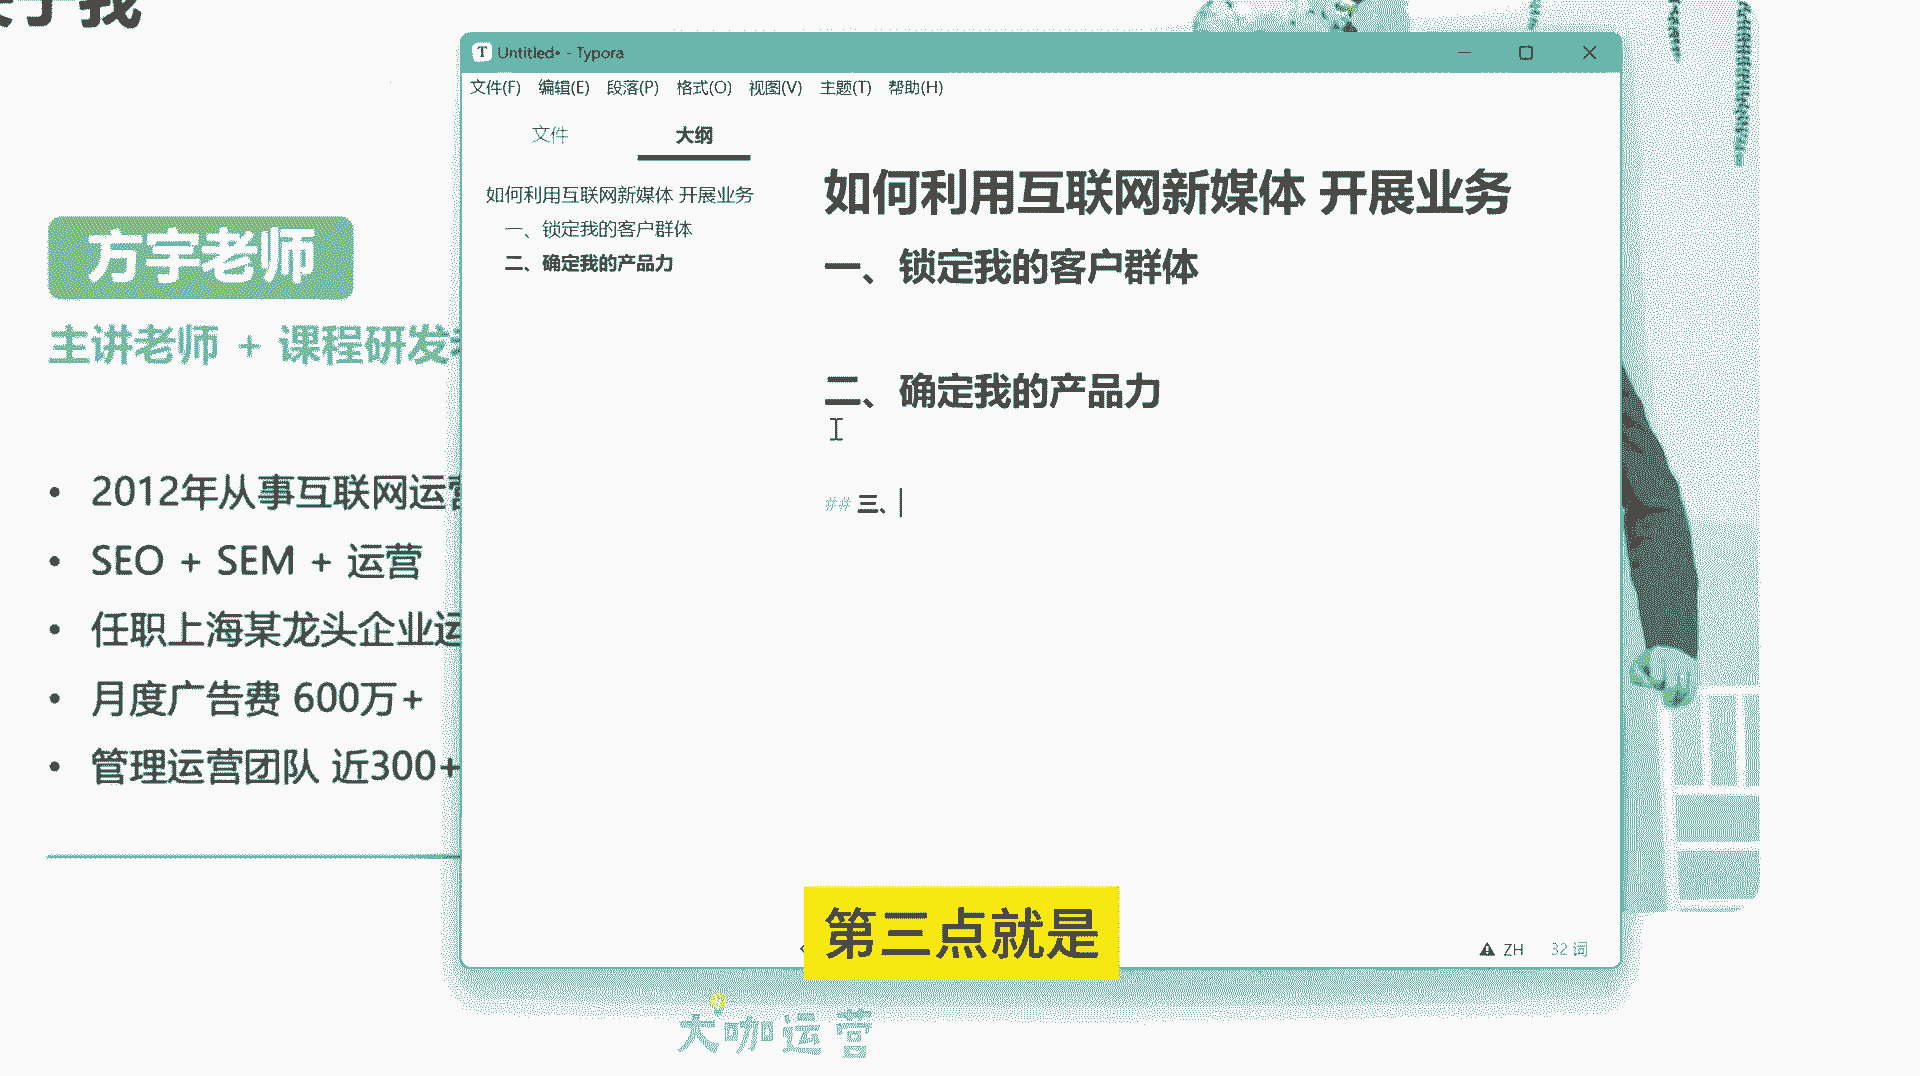 我
方宇老师
主讲老师 + 课程研发
2012年从事互联网运营
SEO + SEM + 运营
任职上海某龙头企业运
月度广告费 600万+
管理运营团队 近300+
Untitled• - Typora
文件(F) 编辑(E) 段落(P) 格式(O) 视图(V) 主题(T) 帮助(H)
文件 大纲
如何利用互联网新媒体 开展业务
一、锁定我的客户群体
二、确定我的产品力
如何利用互联网新媒体 开展业务
一、锁定我的客户群体
二、确定我的产品力
## 三、
第三点就是
ZH 32 词
大咖运营